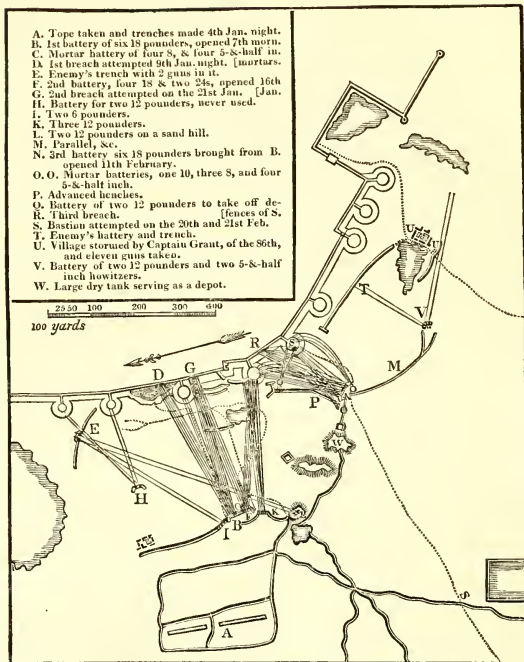 A. Tope taken and trenches made 4th Jan. night.
B. 1st battery of six 18 pounders, opened 7th morn.
C. Mortar battery of four 8, & four 5-&-half in.
D. 1st breach attempted 9th Jan. night. [mortars.
E. Enemy's trench with 2 guns in it.
F. 2nd battery, four 18 & two 24s, opened 16th
G. 2nd breach attempted on the 21st Jan. [Jan.
H. Battery for two 12 pounders, never used.
I. Two 6 pounders.
K. Three 12 pounders.
L. Two 12 pounders on a sand hill.
M. Parallel, &c.
N. 3rd battery six 18 pounders brought from B.
opened 11th February.
O. O. Mortar batteries, one 10, three 8, and four
5-&-half inch.
P. Advanced benches.
Q. Battery of two 12 pounders to take off de-
R. Third breach. [fences of S.
S. Bastian attempted on the 20th and 21st Feb.
T. Enemy's battery and trench.
U. Village stormed by Captain Grant, of the 86th,
and eleven guns taken.
V. Battery of two 12 pounders and two 5-&-half
inch howitzers.
W. Large dry tank serving as a depot.
25 50 100 200 300 400
100 yards
U
T
V
R
D
G
M
P
E
W
H
I
B
K
A
S